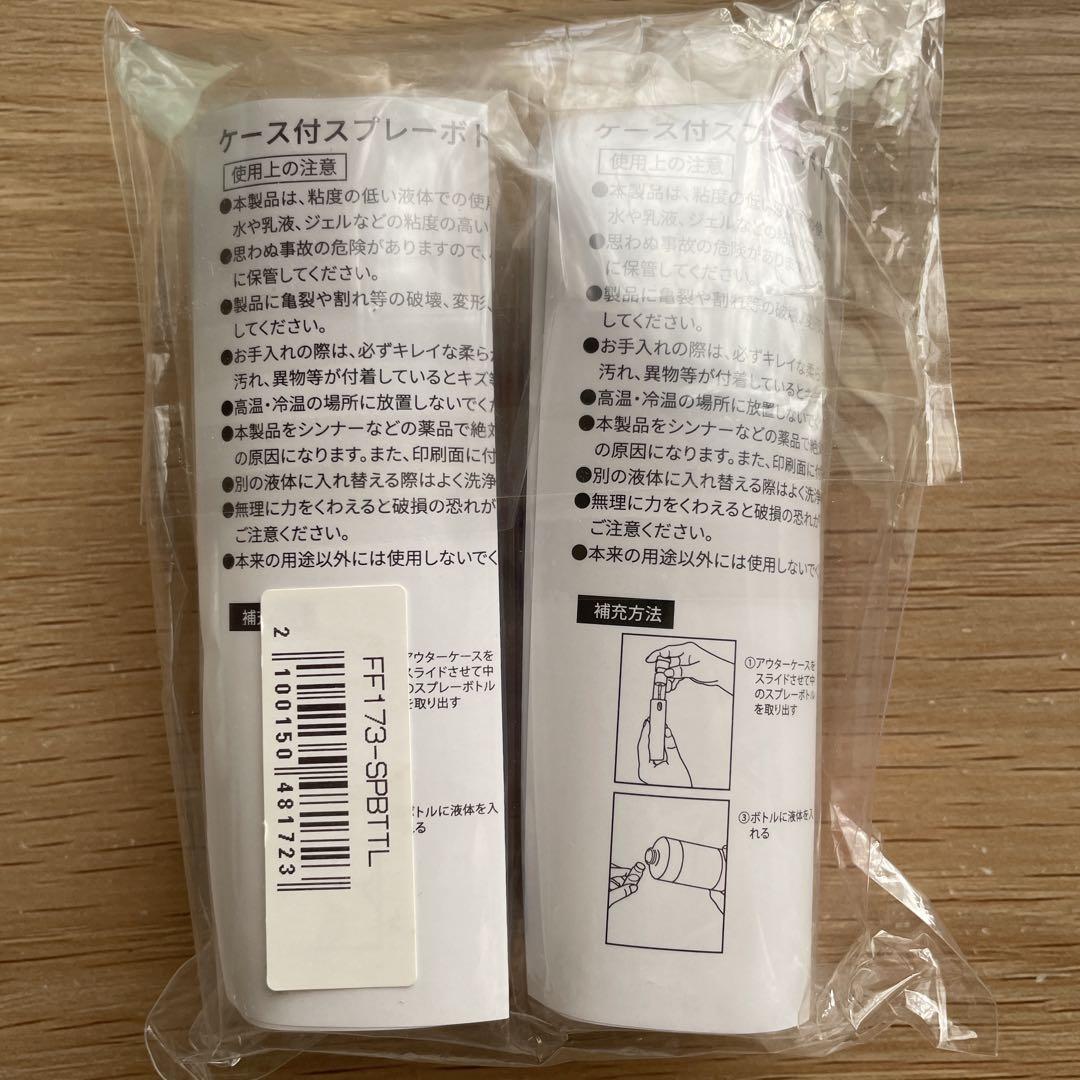 ケース付スプレーボト
使用上の注意
●本製品は、粘度の低い液体での使用
水や乳液、ジェルなどの粘度の高い
●思わぬ事故の危険がありますので、
に保管してください。
●製品に亀裂や割れ等の破壊、変形、
してください。
●お手入れの際は、必ずキレイな柔らか
汚れ、異物等が付着しているとキズ等
●高温・冷温の場所に放置しないでくだ
●本製品をシンナーなどの薬品で絶対
の原因になります。また、印刷面に付
●別の液体に入れ替える際はよく洗浄
●無理に力をくわえると破損の恐れが
ご注意ください。
●本来の用途以外には使用しないでく
補
アウターケースを
スライドさせて中
のスプレーボトル
を取り出す
ボトルに液体を入
れる
FF173-SPBTTL
2 100150 481723
ケース付スプ
使用上の注意
●本製品は、粘度の低い液体
水や乳液、ジェルなどの粘
●思わぬ事故の危険があります
に保管してください。
●製品に亀裂や割れ等の破壊、変
してください。
●お手入れの際は、必ずキレイな柔ら
汚れ、異物等が付着しているとキズ
●高温・冷温の場所に放置しないでくだ
●本製品をシンナーなどの薬品で絶対
の原因になります。また、印刷面に付
●別の液体に入れ替える際はよく洗浄
●無理に力をくわえると破損の恐れが
ご注意ください。
●本来の用途以外には使用しないでく
補充方法
①アウターケースを
スライドさせて中
のスプレーボトル
を取り出す
③ボトルに液体を入
れる